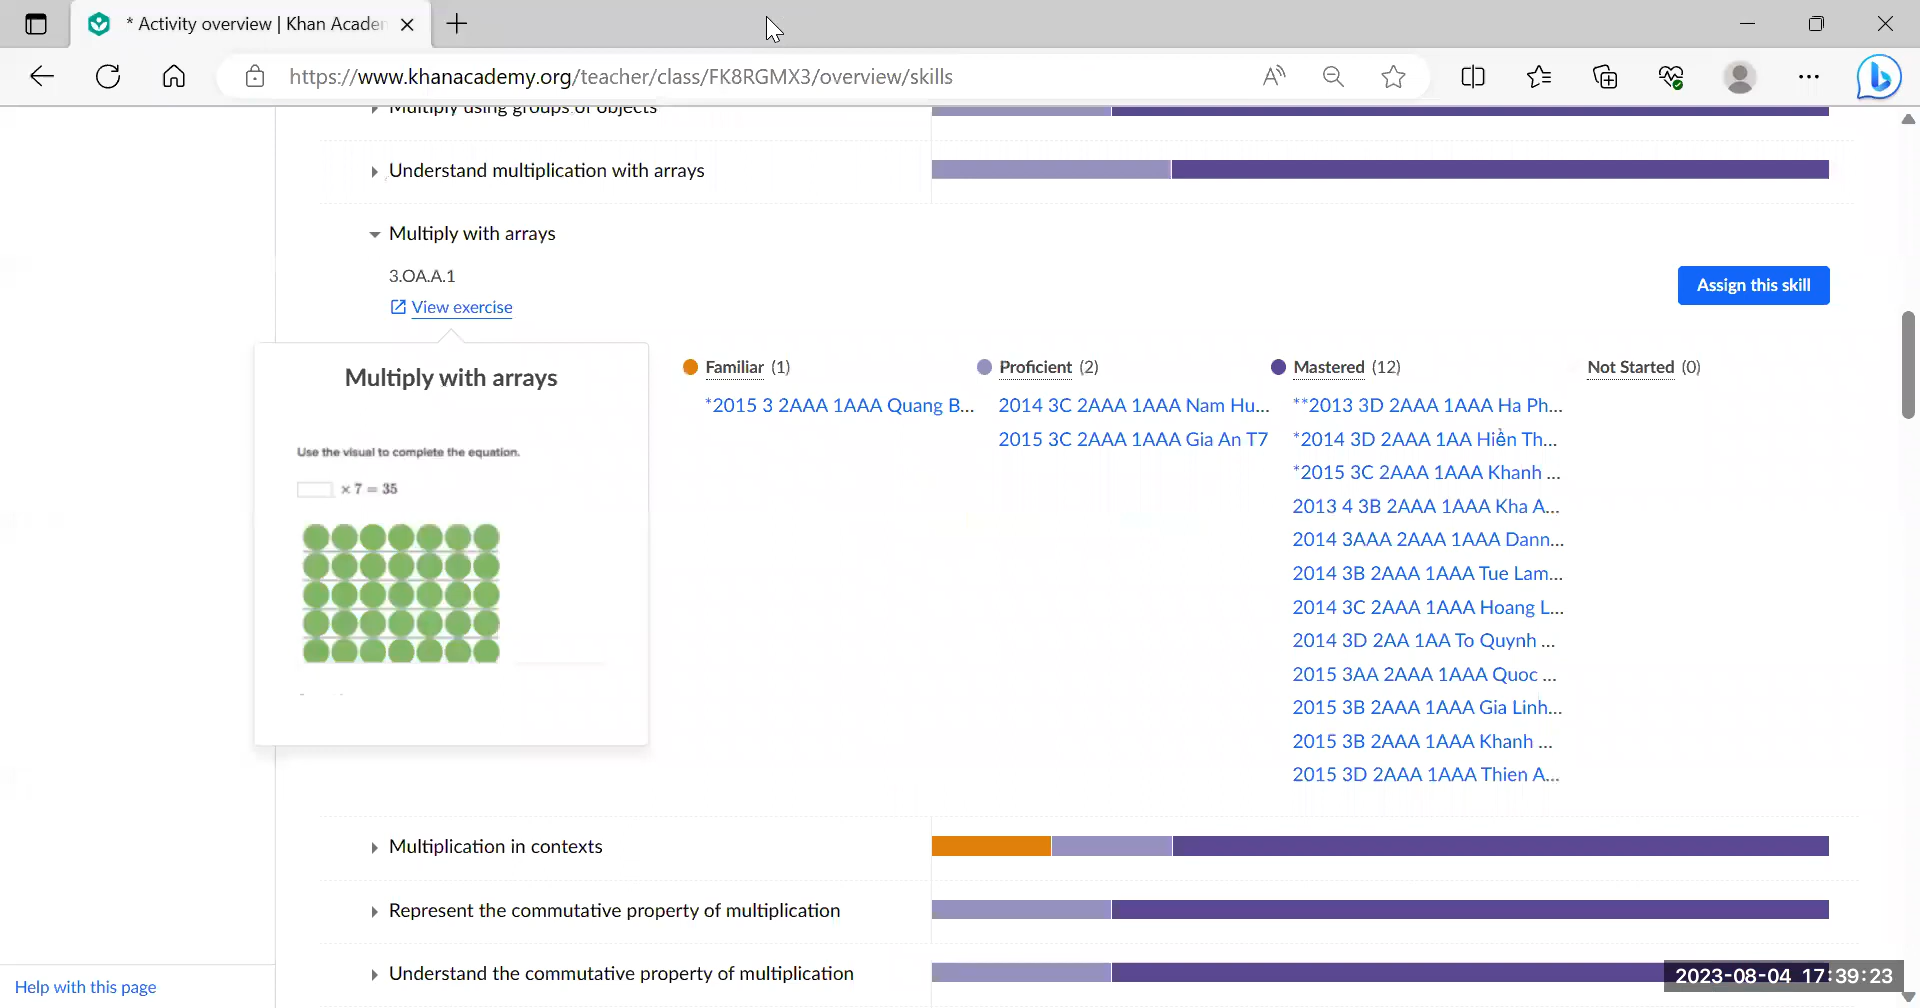 * Activity overview | Khan Acader
https://www.khanacademy.org/teacher/class/FK8RGMX3/overview/skills
Multiply using groups of objects
Understand multiplication with arrays
Multiply with arrays
3.OA.A.1
View exercise
Assign this skill
Multiply with arrays
Use the visual to complete the equation.
× 7 = 35
Familiar (1)
*2015 3 2AAA 1AAA Quang B...
Proficient (2)
2014 3C 2AAA 1AAA Nam Hu...
2015 3C 2AAA 1AAA Gia An T7
Mastered (12)
**2013 3D 2AAA 1AAA Ha Ph...
*2014 3D 2AAA 1AA Hiền Th...
*2015 3C 2AAA 1AAA Khanh ...
2013 4 3B 2AAA 1AAA Kha A...
2014 3AAA 2AAA 1AAA Dann...
2014 3B 2AAA 1AAA Tue Lam...
2014 3C 2AAA 1AAA Hoang L...
2014 3D 2AA 1AA To Quynh ...
2015 3AA 2AAA 1AAA Quoc ...
2015 3B 2AAA 1AAA Gia Linh...
2015 3B 2AAA 1AAA Khanh ...
2015 3D 2AAA 1AAA Thien A...
Not Started (0)
Multiplication in contexts
Represent the commutative property of multiplication
Understand the commutative property of multiplication
Help with this page
2023-08-04 17:39:23